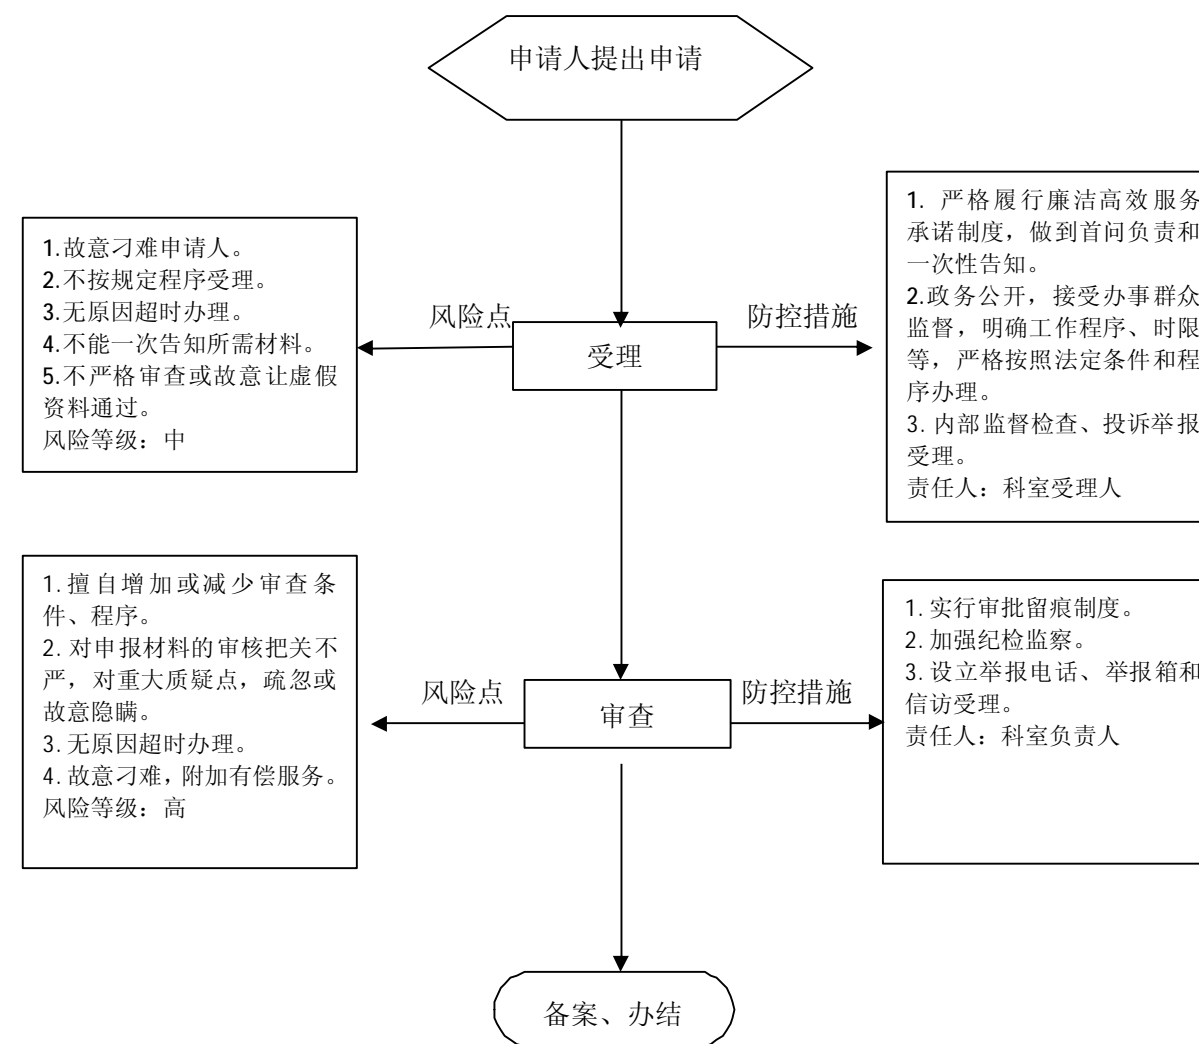 申请人提出申请
1.故意刁难申请人。
2.不按规定程序受理。
3.无原因超时办理。
4.不能一次告知所需材料。
5.不严格审查或故意让虚假
资料通过。
风险等级：中
风险点
受理
防控措施
1. 严格履行廉洁高效服务
承诺制度，做到首问负责和
一次性告知。
2.政务公开，接受办事群众
监督，明确工作程序、时限
等，严格按照法定条件和程
序办理。
3. 内部监督检查、投诉举报
受理。
责任人：科室受理人
1.擅自增加或减少审查条
件、程序。
2. 对申报材料的审核把关不
严，对重大质疑点，疏忽或
故意隐瞒。
3. 无原因超时办理。
4. 故意刁难，附加有偿服务。
风险等级：高
风险点
审查
防控措施
1. 实行审批留痕制度。
2. 加强纪检监察。
3. 设立举报电话、举报箱和
信访受理。
责任人：科室负责人
备案、办结